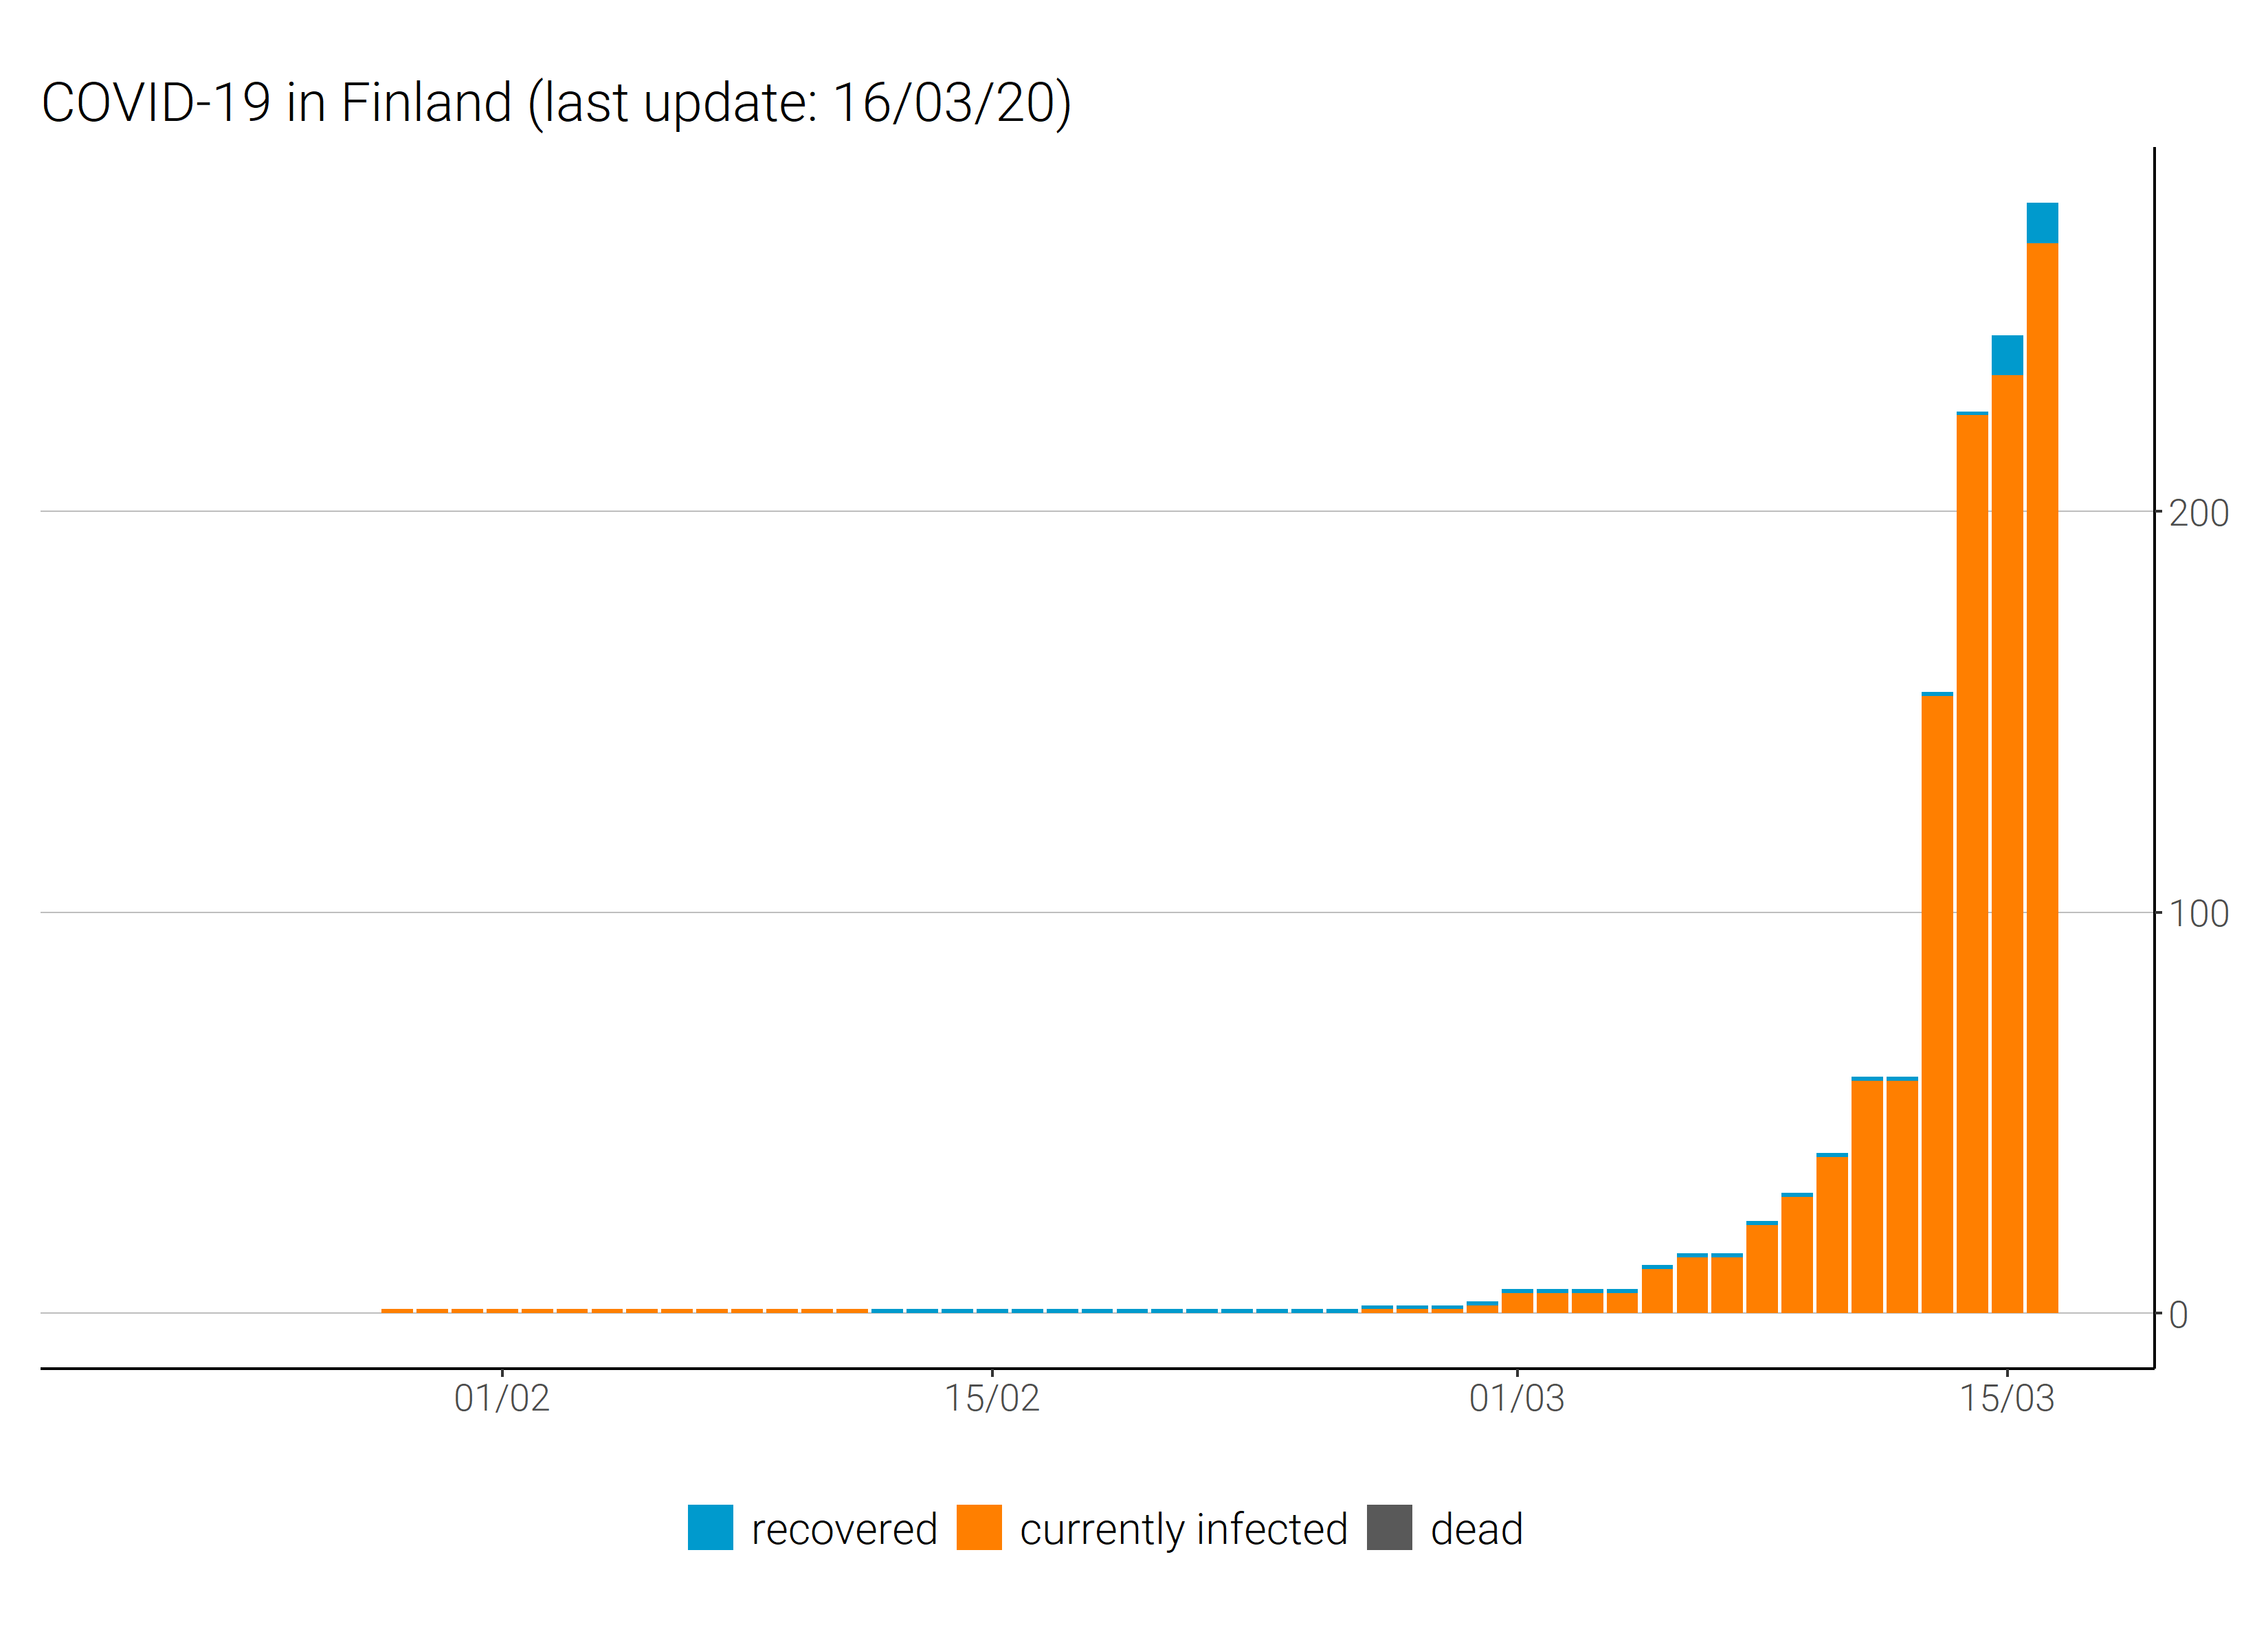 COVID-19 in Finland (last update: 16/03/20)
200
100
0
01/02 15/02 01/03 15/03
recovered currently infected dead